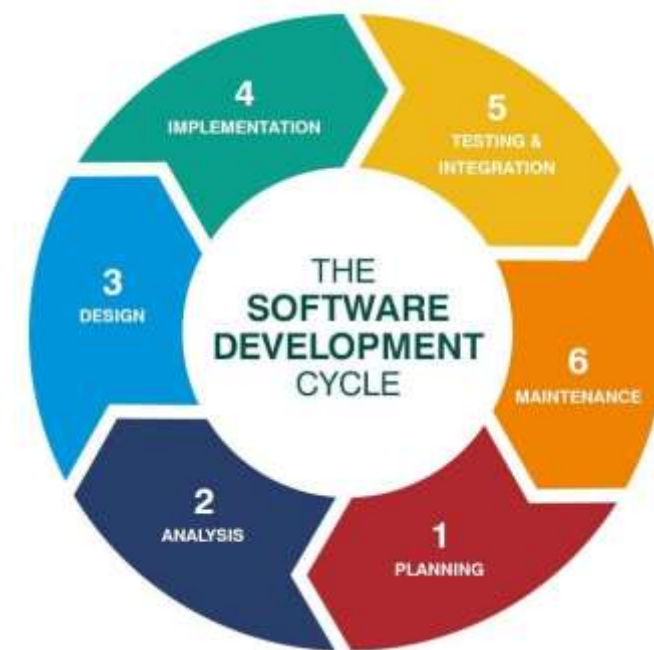 THE
SOFTWARE
DEVELOPMENT
CYCLE
1
PLANNING
2
ANALYSIS
3
DESIGN
4
IMPLEMENTATION
5
TESTING &
INTEGRATION
6
MAINTENANCE